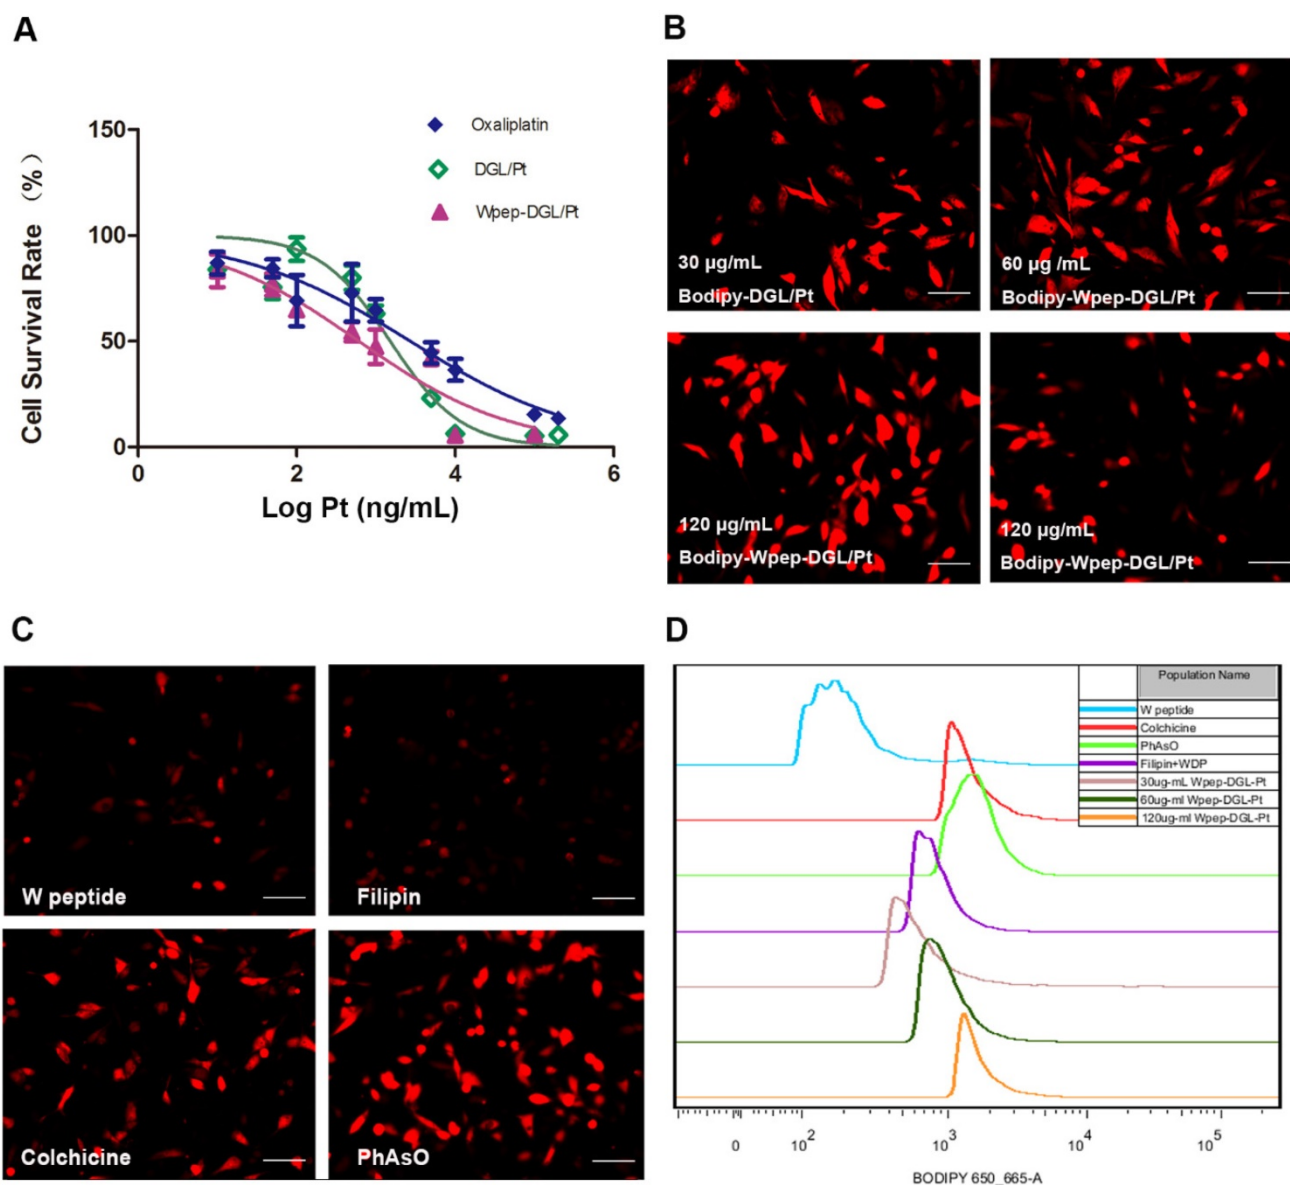 A
150
100
50
0
0
2
4
6
Cell Survival Rate (%)
Log Pt (ng/mL)
Oxaliplatin
DGL/Pt
Wpep-DGL/Pt
B
30 µg/mL
Bodipy-DGL/Pt
60 µg /mL
Bodipy-Wpep-DGL/Pt
120 µg/mL
Bodipy-Wpep-DGL/Pt
120 µg/mL
Bodipy-Wpep-DGL/Pt
C
W peptide
Filipin
Colchicine
PhAsO
D
Population Name
W peptide
Colchicine
PhAsO
Filipin+WDP
30ug-mL Wpep-DGL-Pt
60ug-ml Wpep-DGL-Pt
120ug-ml Wpep-DGL-Pt
0
10²
10³
10⁴
10⁵
BODIPY 650_665-A